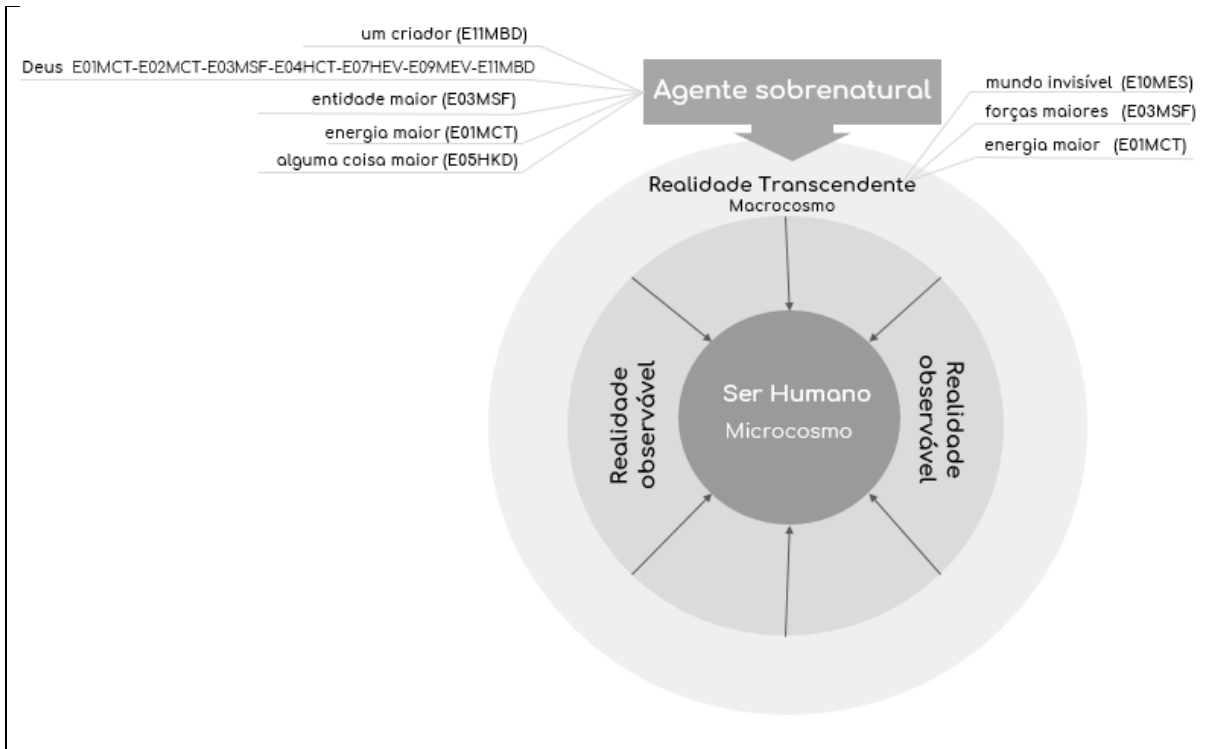 um criador (E11MBD)
Deus E01MCT-E02MCT-E03MSF-E04HCT-E07HEV-E09MEV-E11MBD
entidade maior (E03MSF)
energia maior (E01MCT)
alguma coisa maior (E05HKD)
Agente sobrenatural
mundo invisível (E10MES)
forças maiores (E03MSF)
energia maior (E01MCT)
Realidade Transcendente
Macrocosmo
Realidade
observável
Ser Humano
Microcosmo
Realidade
observável